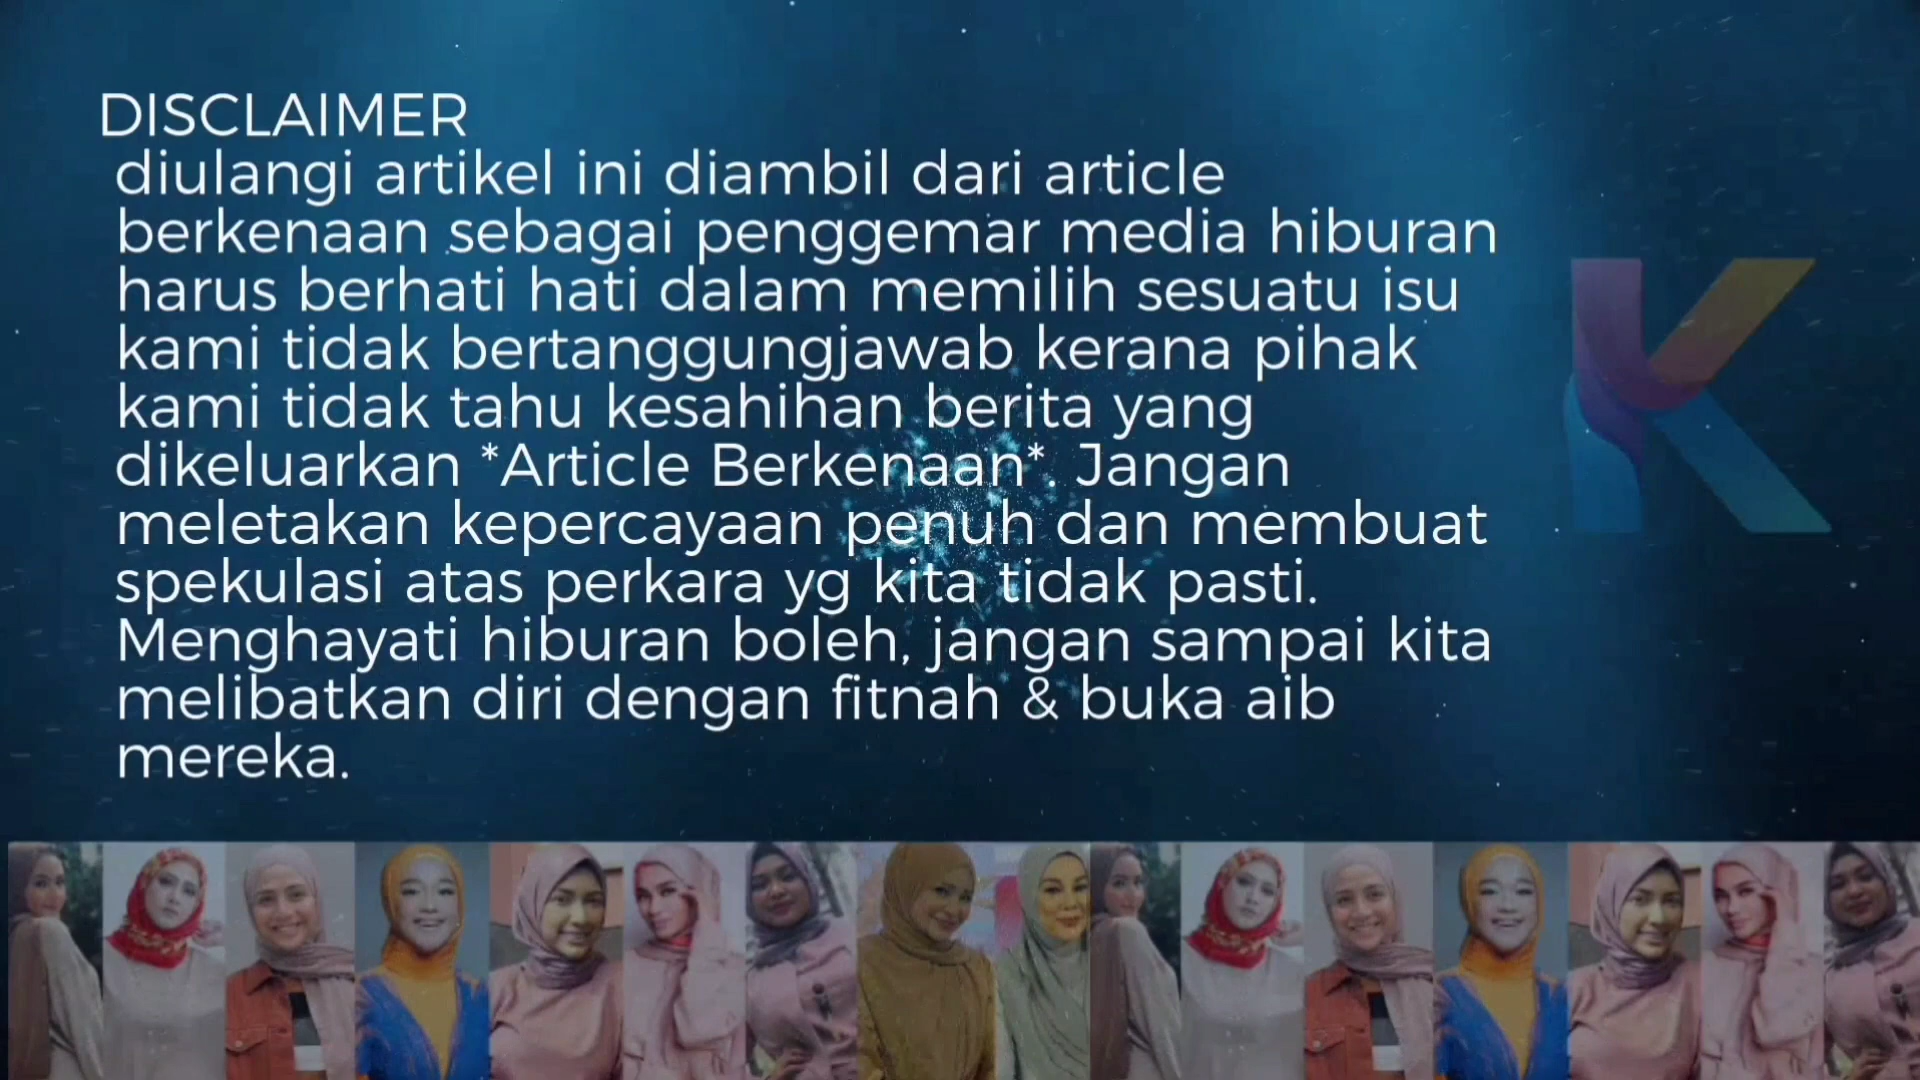 DISCLAIMER
diulangi artikel ini diambil dari article
berkenaan sebagai penggemar media hiburan
harus berhati hati dalam memilih sesuatu isu
kami tidak bertanggungjawab kerana pihak
kami tidak tahu kesahihan berita yang
dikeluarkan *Article Berkenaan*. Jangan
meletakan kepercayaan penuh dan membuat
spekulasi atas perkara yg kita tidak pasti.
Menghayati hiburan boleh, jangan sampai kita
melibatkan diri dengan fitnah & buka aib
mereka.
K